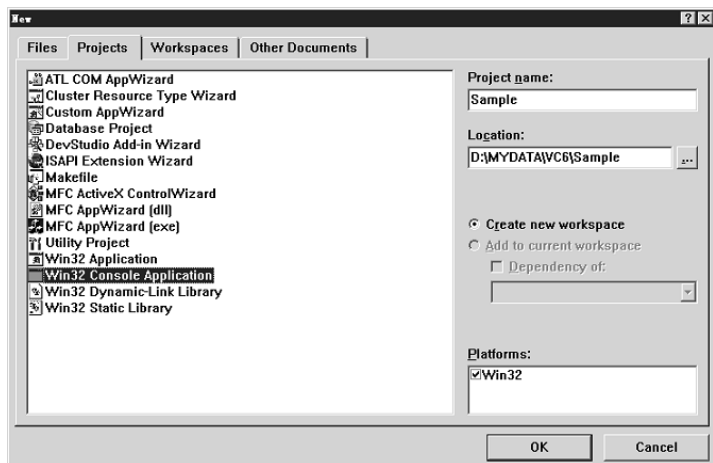 New
Files Projects Workspaces Other Documents
ATL COM AppWizard
Cluster Resource Type Wizard
Custom AppWizard
Database Project
DevStudio Add-in Wizard
ISAPI Extension Wizard
Makefile
MFC ActiveX ControlWizard
MFC AppWizard (dll)
MFC AppWizard (exe)
Utility Project
Win32 Application
Win32 Console Application
Win32 Dynamic-Link Library
Win32 Static Library
Project name:
Sample
Location:
D:\MYDATA\VC6\Sample
...
Create new workspace
Add to current workspace
Dependency of:
Platforms:
Win32
OK Cancel